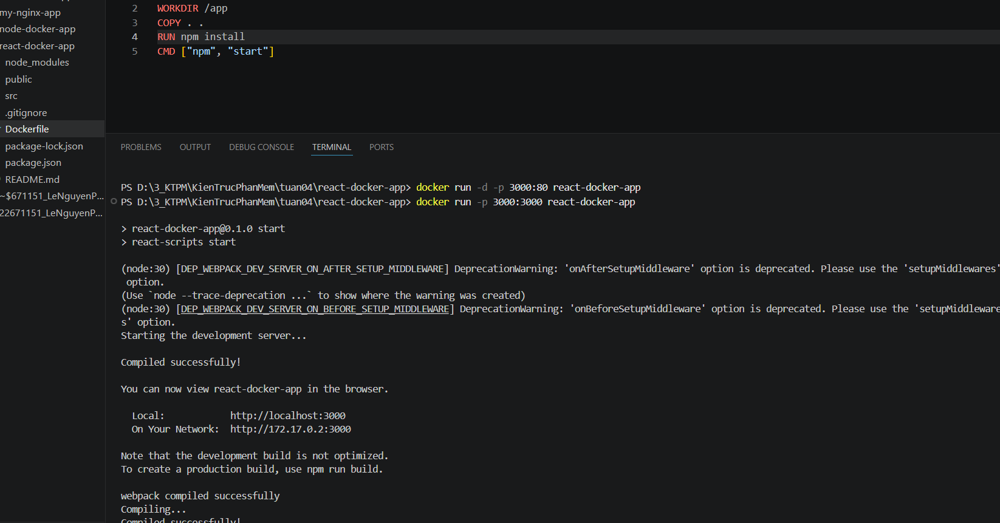 my-nginx-app
node-docker-app
react-docker-app
node_modules
public
src
.gitignore
Dockerfile
package-lock.json
package.json
README.md
~$671151_LeNguyenP...
22671151_LeNguyenP...
2 WORKDIR /app
3 COPY . .
4 RUN npm install
5 CMD ["npm", "start"]
PROBLEMS OUTPUT DEBUG CONSOLE TERMINAL PORTS
PS D:\3_KTPM\KienTrucPhanMem\tuan04\react-docker-app> docker run -d -p 3000:80 react-docker-app
PS D:\3_KTPM\KienTrucPhanMem\tuan04\react-docker-app> docker run -p 3000:3000 react-docker-app
> react-docker-app@0.1.0 start
> react-scripts start
(node:30) [DEP_WEBPACK_DEV_SERVER_ON_AFTER_SETUP_MIDDLEWARE] DeprecationWarning: 'onAfterSetupMiddleware' option is deprecated. Please use the 'setupMiddlewares'
option.
(Use `node --trace-deprecation ...` to show where the warning was created)
(node:30) [DEP_WEBPACK_DEV_SERVER_ON_BEFORE_SETUP_MIDDLEWARE] DeprecationWarning: 'onBeforeSetupMiddleware' option is deprecated. Please use the 'setupMiddleware
s' option.
Starting the development server...
Compiled successfully!
You can now view react-docker-app in the browser.
Local: http://localhost:3000
On Your Network: http://172.17.0.2:3000
Note that the development build is not optimized.
To create a production build, use npm run build.
webpack compiled successfully
Compiling...
Compiled successfully!